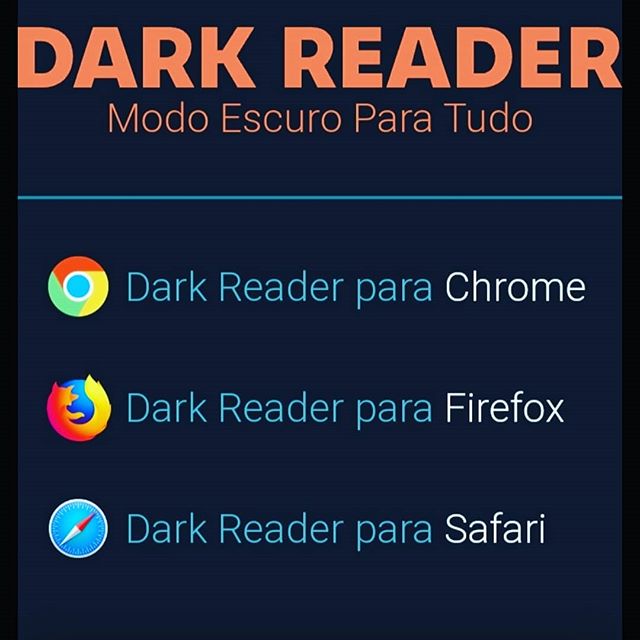 DARK READER
Modo Escuro Para Tudo
Dark Reader para Chrome
Dark Reader para Firefox
Dark Reader para Safari